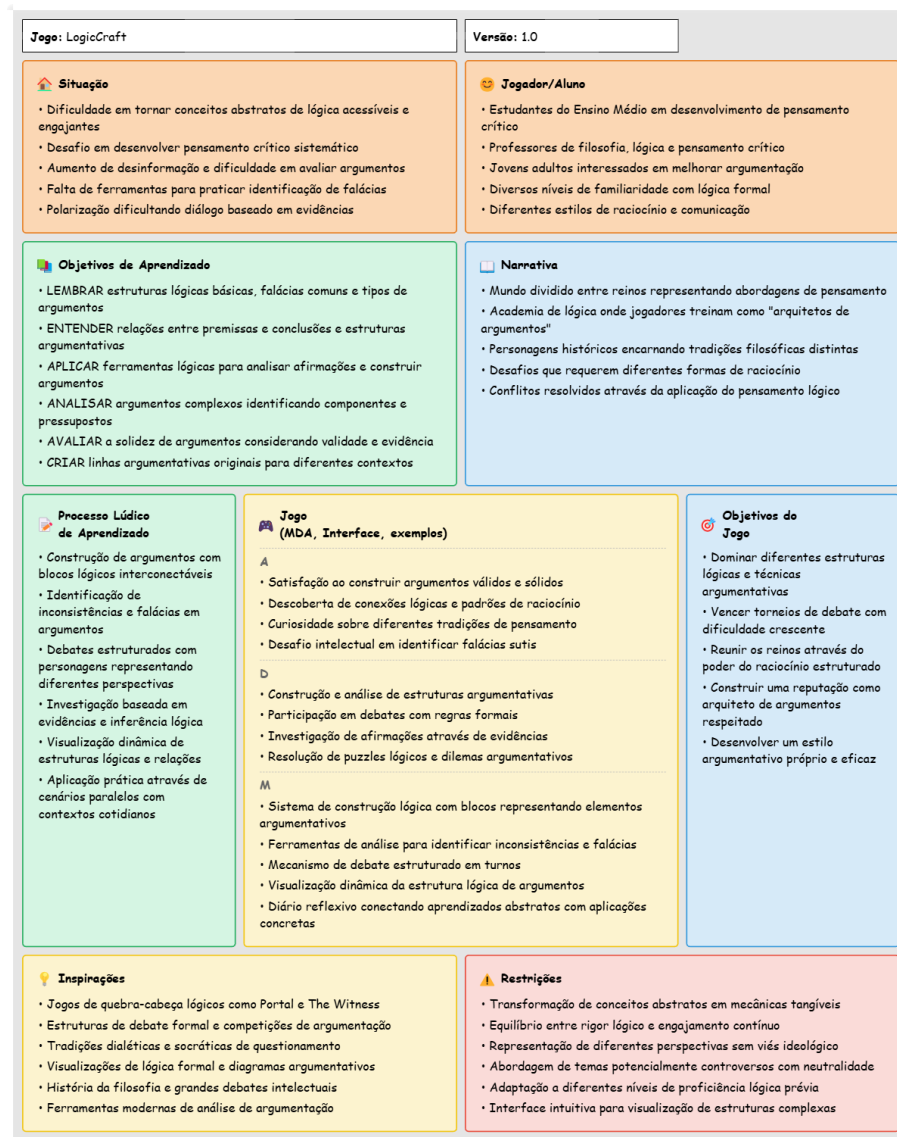 Jogo: LogicCraft
Versão: 1.0
Situação
• Dificuldade em tornar conceitos abstratos de lógica acessíveis e
engajantes
• Desafio em desenvolver pensamento crítico sistemático
• Aumento de desinformação e dificuldade em avaliar argumentos
• Falta de ferramentas para praticar identificação de falácias
• Polarização dificultando diálogo baseado em evidências
Jogador/Aluno
• Estudantes do Ensino Médio em desenvolvimento de pensamento
crítico
• Professores de filosofia, lógica e pensamento crítico
• Jovens adultos interessados em melhorar argumentação
• Diversos níveis de familiaridade com lógica formal
• Diferentes estilos de raciocínio e comunicação
Objetivos de Aprendizado
• LEMBRAR estruturas lógicas básicas, falácias comuns e tipos de
argumentos
• ENTENDER relações entre premissas e conclusões e estruturas
argumentativas
• APLICAR ferramentas lógicas para analisar afirmações e construir
argumentos
• ANALISAR argumentos complexos identificando componentes e
pressupostos
• AVALIAR a solidez de argumentos considerando validade e evidência
• CRIAR linhas argumentativas originais para diferentes contextos
Narrativa
• Mundo dividido entre reinos representando abordagens de pensamento
• Academia de lógica onde jogadores treinam como "arquitetos de
argumentos"
• Personagens históricos encarnando tradições filosóficas distintas
• Desafios que requerem diferentes formas de raciocínio
• Conflitos resolvidos através da aplicação do pensamento lógico
Processo Lúdico
de Aprendizado
• Construção de argumentos com
blocos lógicos interconectáveis
• Identificação de
inconsistências e falácias em
argumentos
• Debates estruturados com
personagens representando
diferentes perspectivas
• Investigação baseada em
evidências e inferência lógica
• Visualização dinâmica de
estruturas lógicas e relações
• Aplicação prática através de
cenários paralelos com
contextos cotidianos
Jogo
(MDA, Interface, exemplos)
A
• Satisfação ao construir argumentos válidos e sólidos
• Descoberta de conexões lógicas e padrões de raciocínio
• Curiosidade sobre diferentes tradições de pensamento
• Desafio intelectual em identificar falácias sutis
D
• Construção e análise de estruturas argumentativas
• Participação em debates com regras formais
• Investigação de afirmações através de evidências
• Resolução de puzzles lógicos e dilemas argumentativos
M
• Sistema de construção lógica com blocos representando elementos
argumentativos
• Ferramentas de análise para identificar inconsistências e falácias
• Mecanismo de debate estruturado em turnos
• Visualização dinâmica da estrutura lógica de argumentos
• Diário reflexivo conectando aprendizados abstratos com aplicações
concretas
Objetivos do
Jogo
• Dominar diferentes estruturas
lógicas e técnicas
argumentativas
• Vencer torneios de debate com
dificuldade crescente
• Reunir os reinos através do
poder do raciocínio estruturado
• Construir uma reputação como
arquiteto de argumentos
respeitado
• Desenvolver um estilo
argumentativo próprio e eficaz
Inspirações
• Jogos de quebra-cabeça lógicos como Portal e The Witness
• Estruturas de debate formal e competições de argumentação
• Tradições dialéticas e socráticas de questionamento
• Visualizações de lógica formal e diagramas argumentativos
• História da filosofia e grandes debates intelectuais
• Ferramentas modernas de análise de argumentação
Restrições
• Transformação de conceitos abstratos em mecânicas tangíveis
• Equilíbrio entre rigor lógico e engajamento contínuo
• Representação de diferentes perspectivas sem viés ideológico
• Abordagem de temas potencialmente controversos com neutralidade
• Adaptação a diferentes níveis de proficiência lógica prévia
• Interface intuitiva para visualização de estruturas complexas